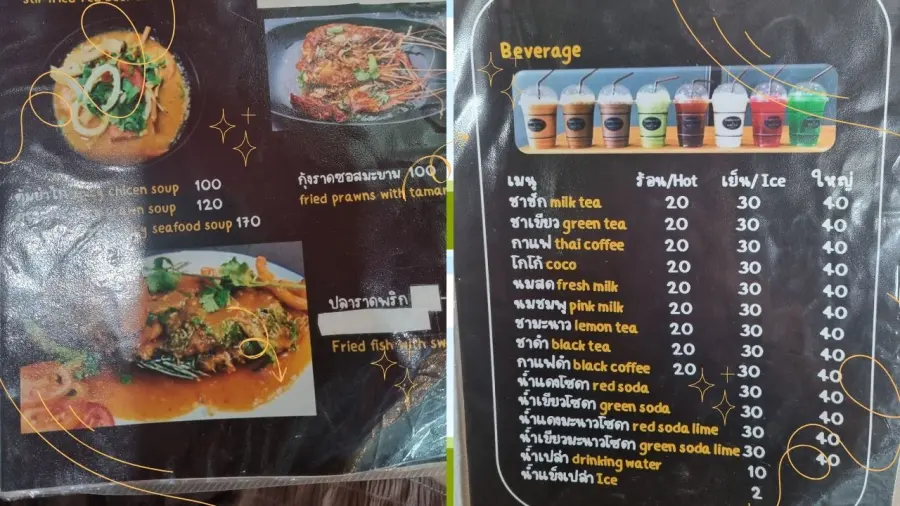 chicen soup 100
soup 120
seafood soup 170
กุ้งราดซอสมะขาม 100
fried prawns with tamar
ปลาราดพริก
Fried fish with sw
Beverage
เมนู ร้อน/Hot เย็น/Ice ใหญ่
ชาชัก milk tea 20 30 40
ชาเขียว green tea 20 30 40
กาแฟ thai coffee 20 30 40
โกโก้ coco 20 30 40
นมสด fresh milk 20 30 40
นมชมพู pink milk 20 30 40
ชามะนาว lemon tea 20 30 40
ชาดำ black tea 20 30 40
กาแฟดำ black coffee 20 30 40
น้ำแดงโซดา red soda 30 40
น้ำเขียวโซดา green soda 30 40
น้ำแดงมะนาวโซดา red soda lime 30 40
น้ำเขียวมะนาวโซดา green soda lime 30 40
น้ำเปล่า drinking water 10
น้ำแข็งเปล่า Ice 2